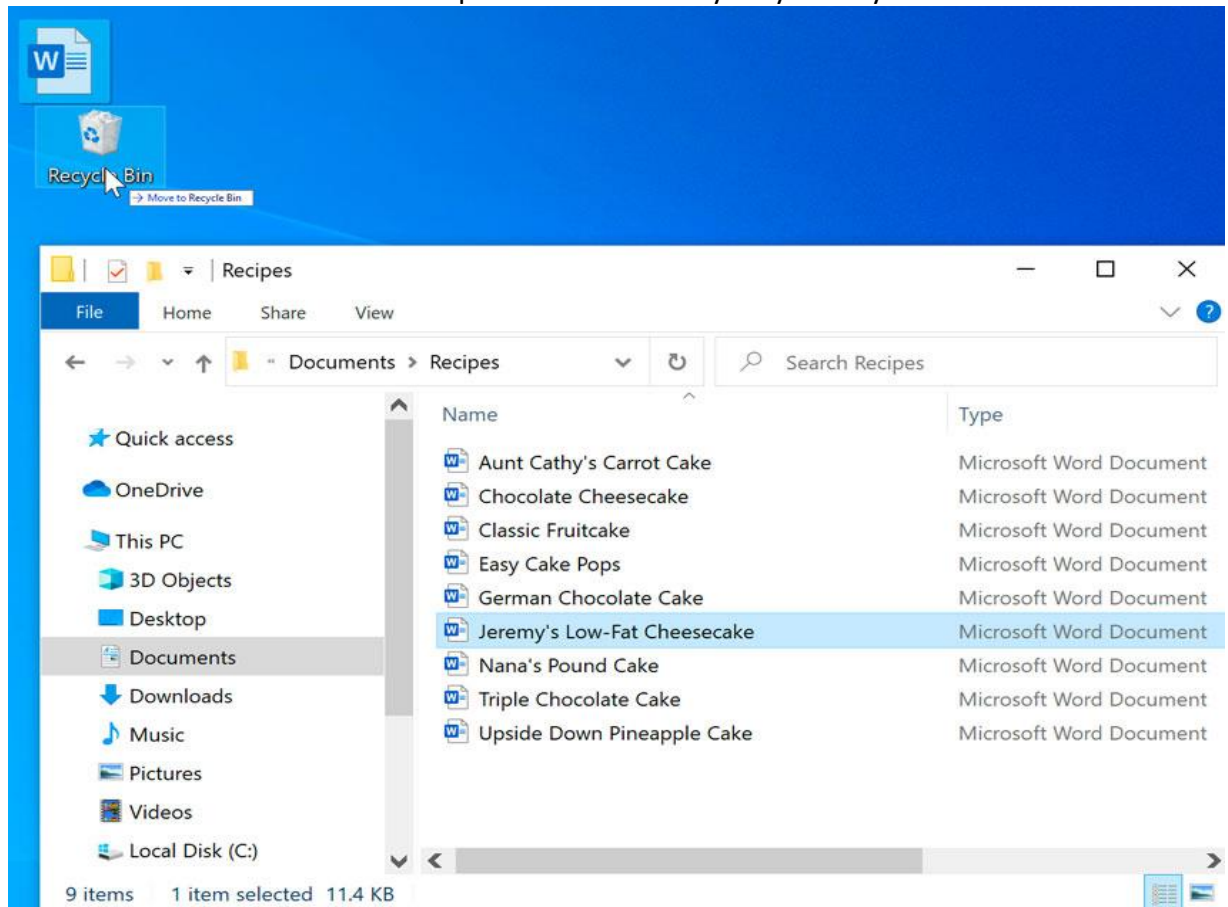 W
Recycle Bin
→ Move to Recycle Bin
Recipes
File Home Share View
Documents > Recipes
Search Recipes
Name Type
Quick access
OneDrive
This PC
3D Objects
Desktop
Documents
Downloads
Music
Pictures
Videos
Local Disk (C:)
Aunt Cathy's Carrot Cake Microsoft Word Document
Chocolate Cheesecake Microsoft Word Document
Classic Fruitcake Microsoft Word Document
Easy Cake Pops Microsoft Word Document
German Chocolate Cake Microsoft Word Document
Jeremy's Low-Fat Cheesecake Microsoft Word Document
Nana's Pound Cake Microsoft Word Document
Triple Chocolate Cake Microsoft Word Document
Upside Down Pineapple Cake Microsoft Word Document
9 items 1 item selected 11.4 KB